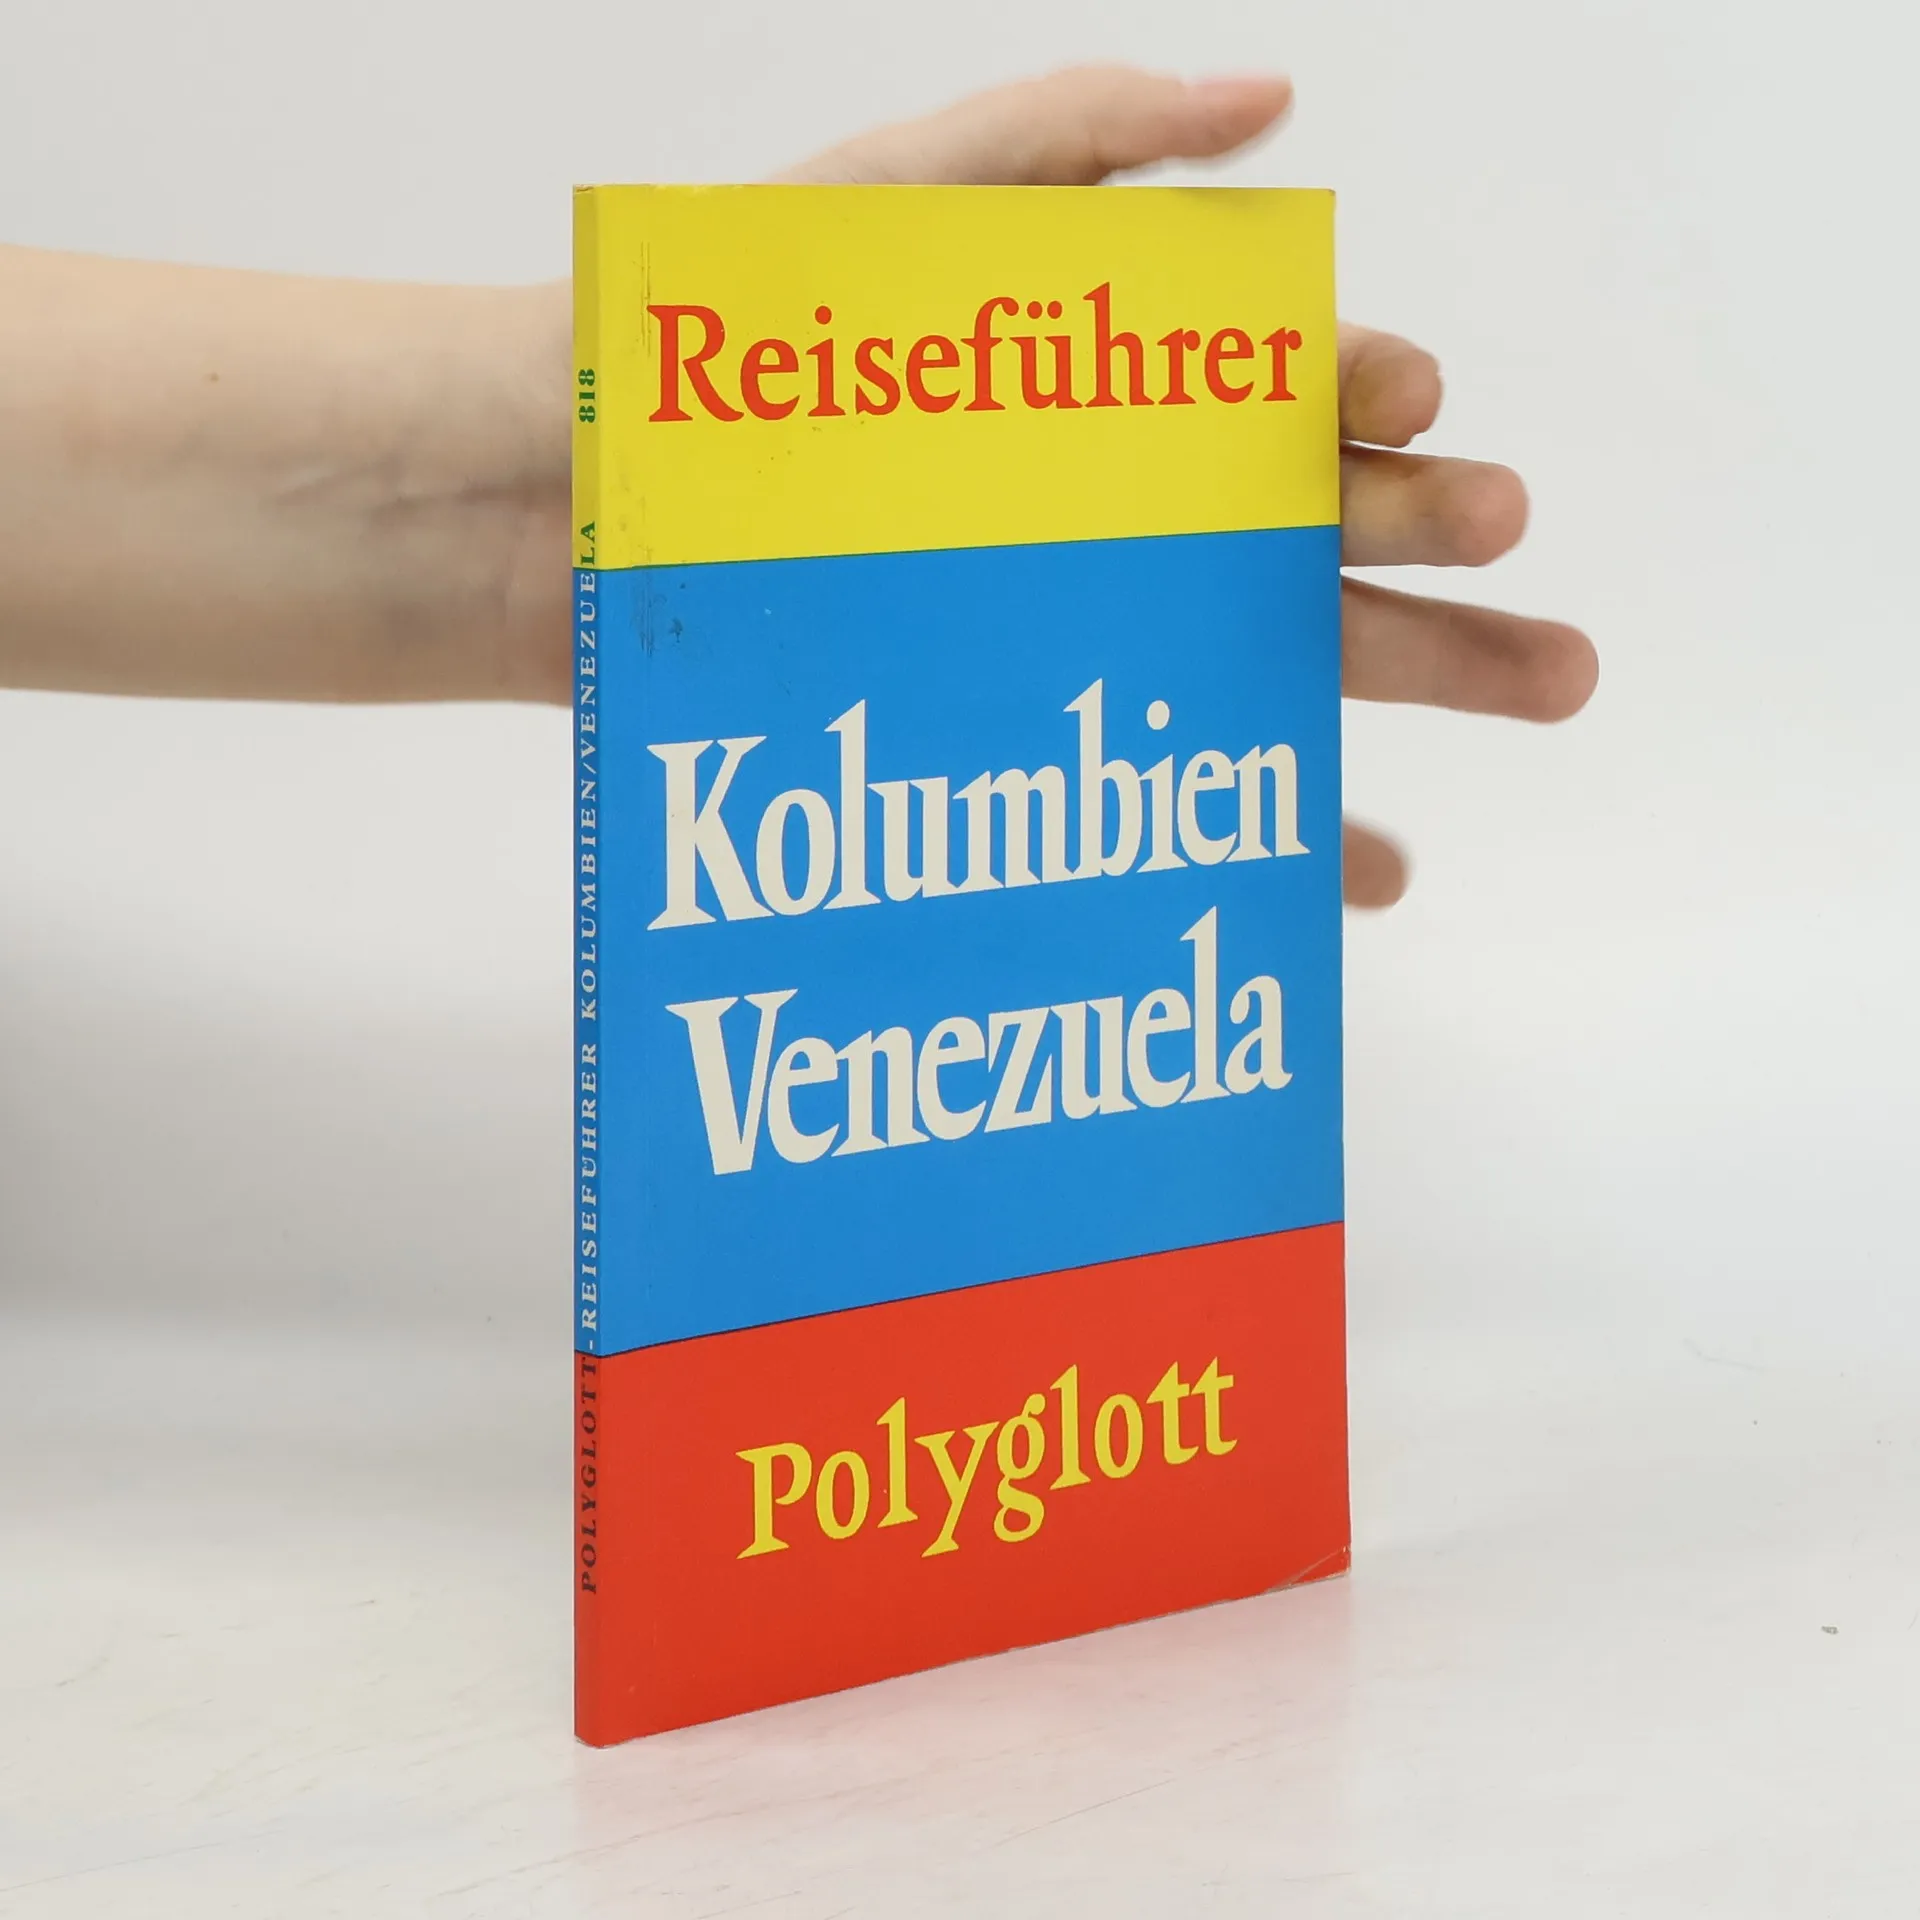 Reiseführer
Kolumbien
Venezuela
Polyglott
POLYGLOTT-REISEFÜHRER KOLUMBIEN/VENEZUELA 818